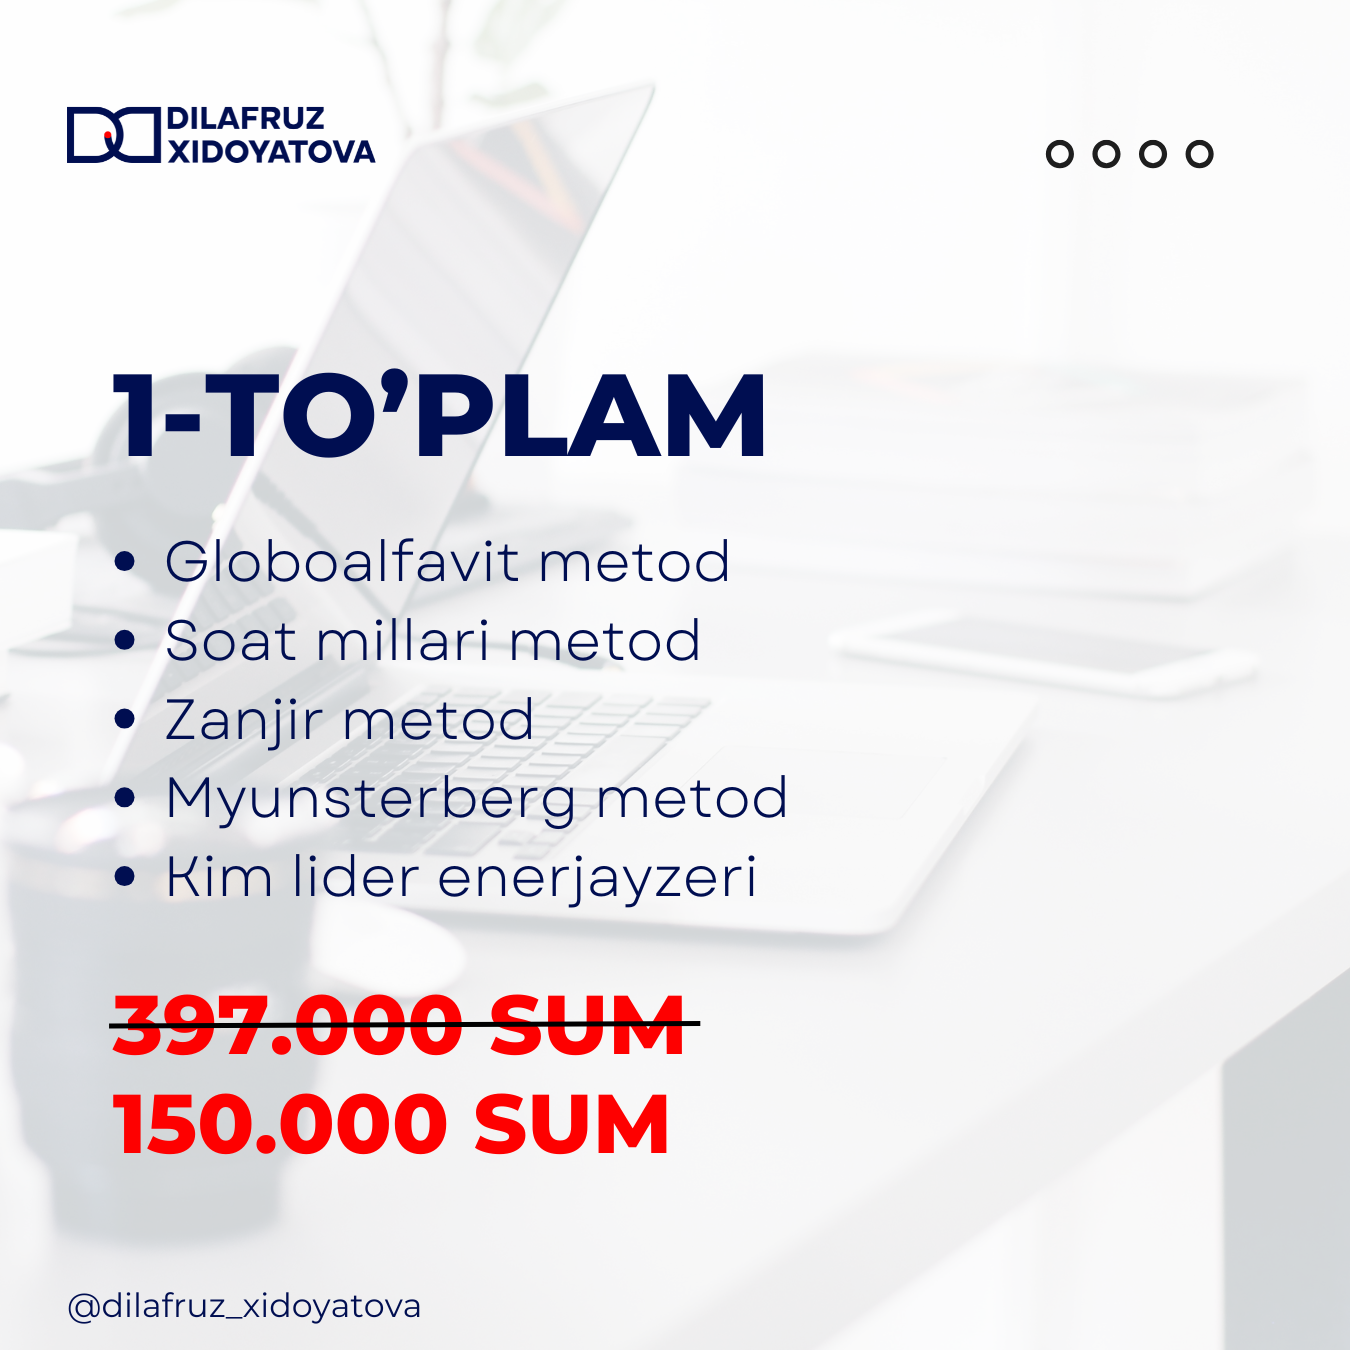 DILAFRUZ
XIDOYATOVA
1-TO’PLAM
• Globoalfavit metod
• Soat millari metod
• Zanjir metod
• Myunsterberg metod
• Kim lider enerjayzeri
397.000 SUM
150.000 SUM
@dilafruz_xidoyatova